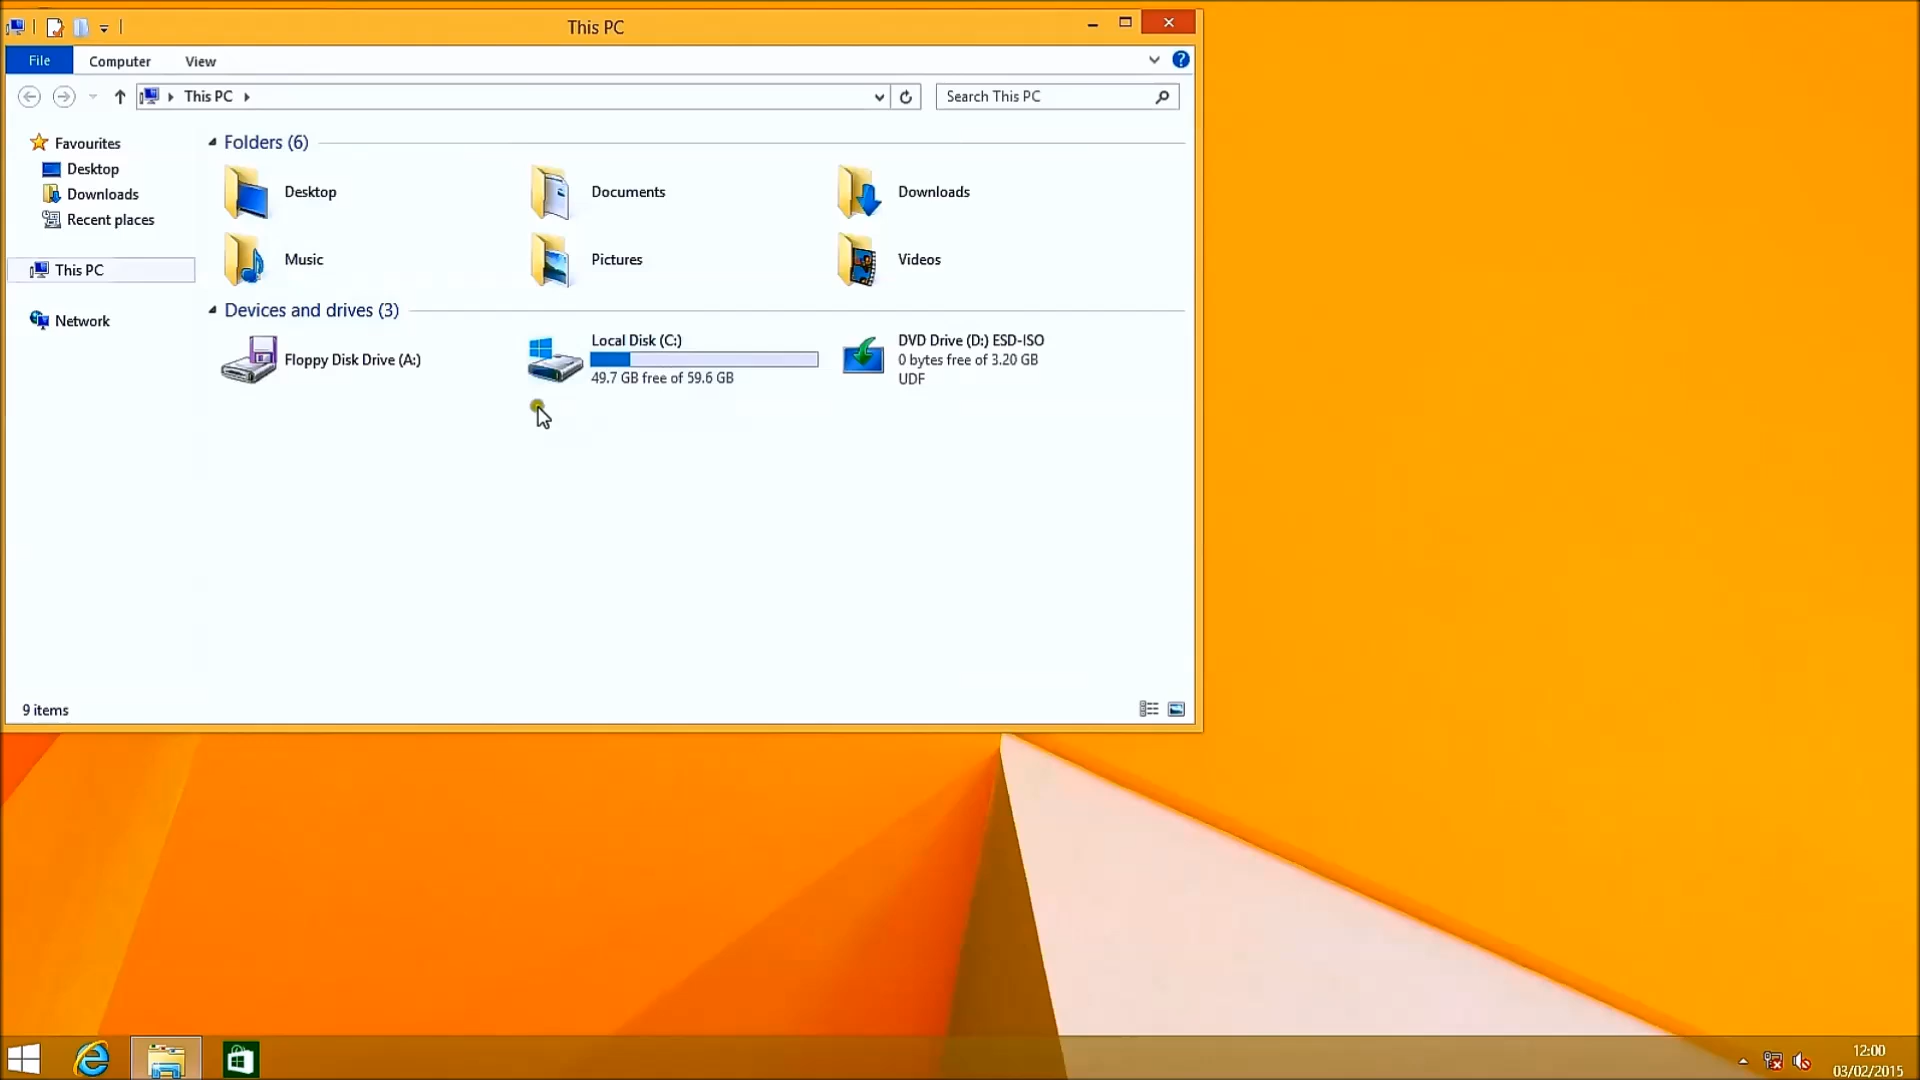 This PC
File Computer View
This PC
Search This PC
Favourites
Desktop
Downloads
Recent places
This PC
Network
Folders (6)
Desktop
Documents
Downloads
Music
Pictures
Videos
Devices and drives (3)
Floppy Disk Drive (A:)
Local Disk (C:)
49.7 GB free of 59.6 GB
DVD Drive (D:) ESD-ISO
0 bytes free of 3.20 GB
UDF
9 items
12:00
03/02/2015